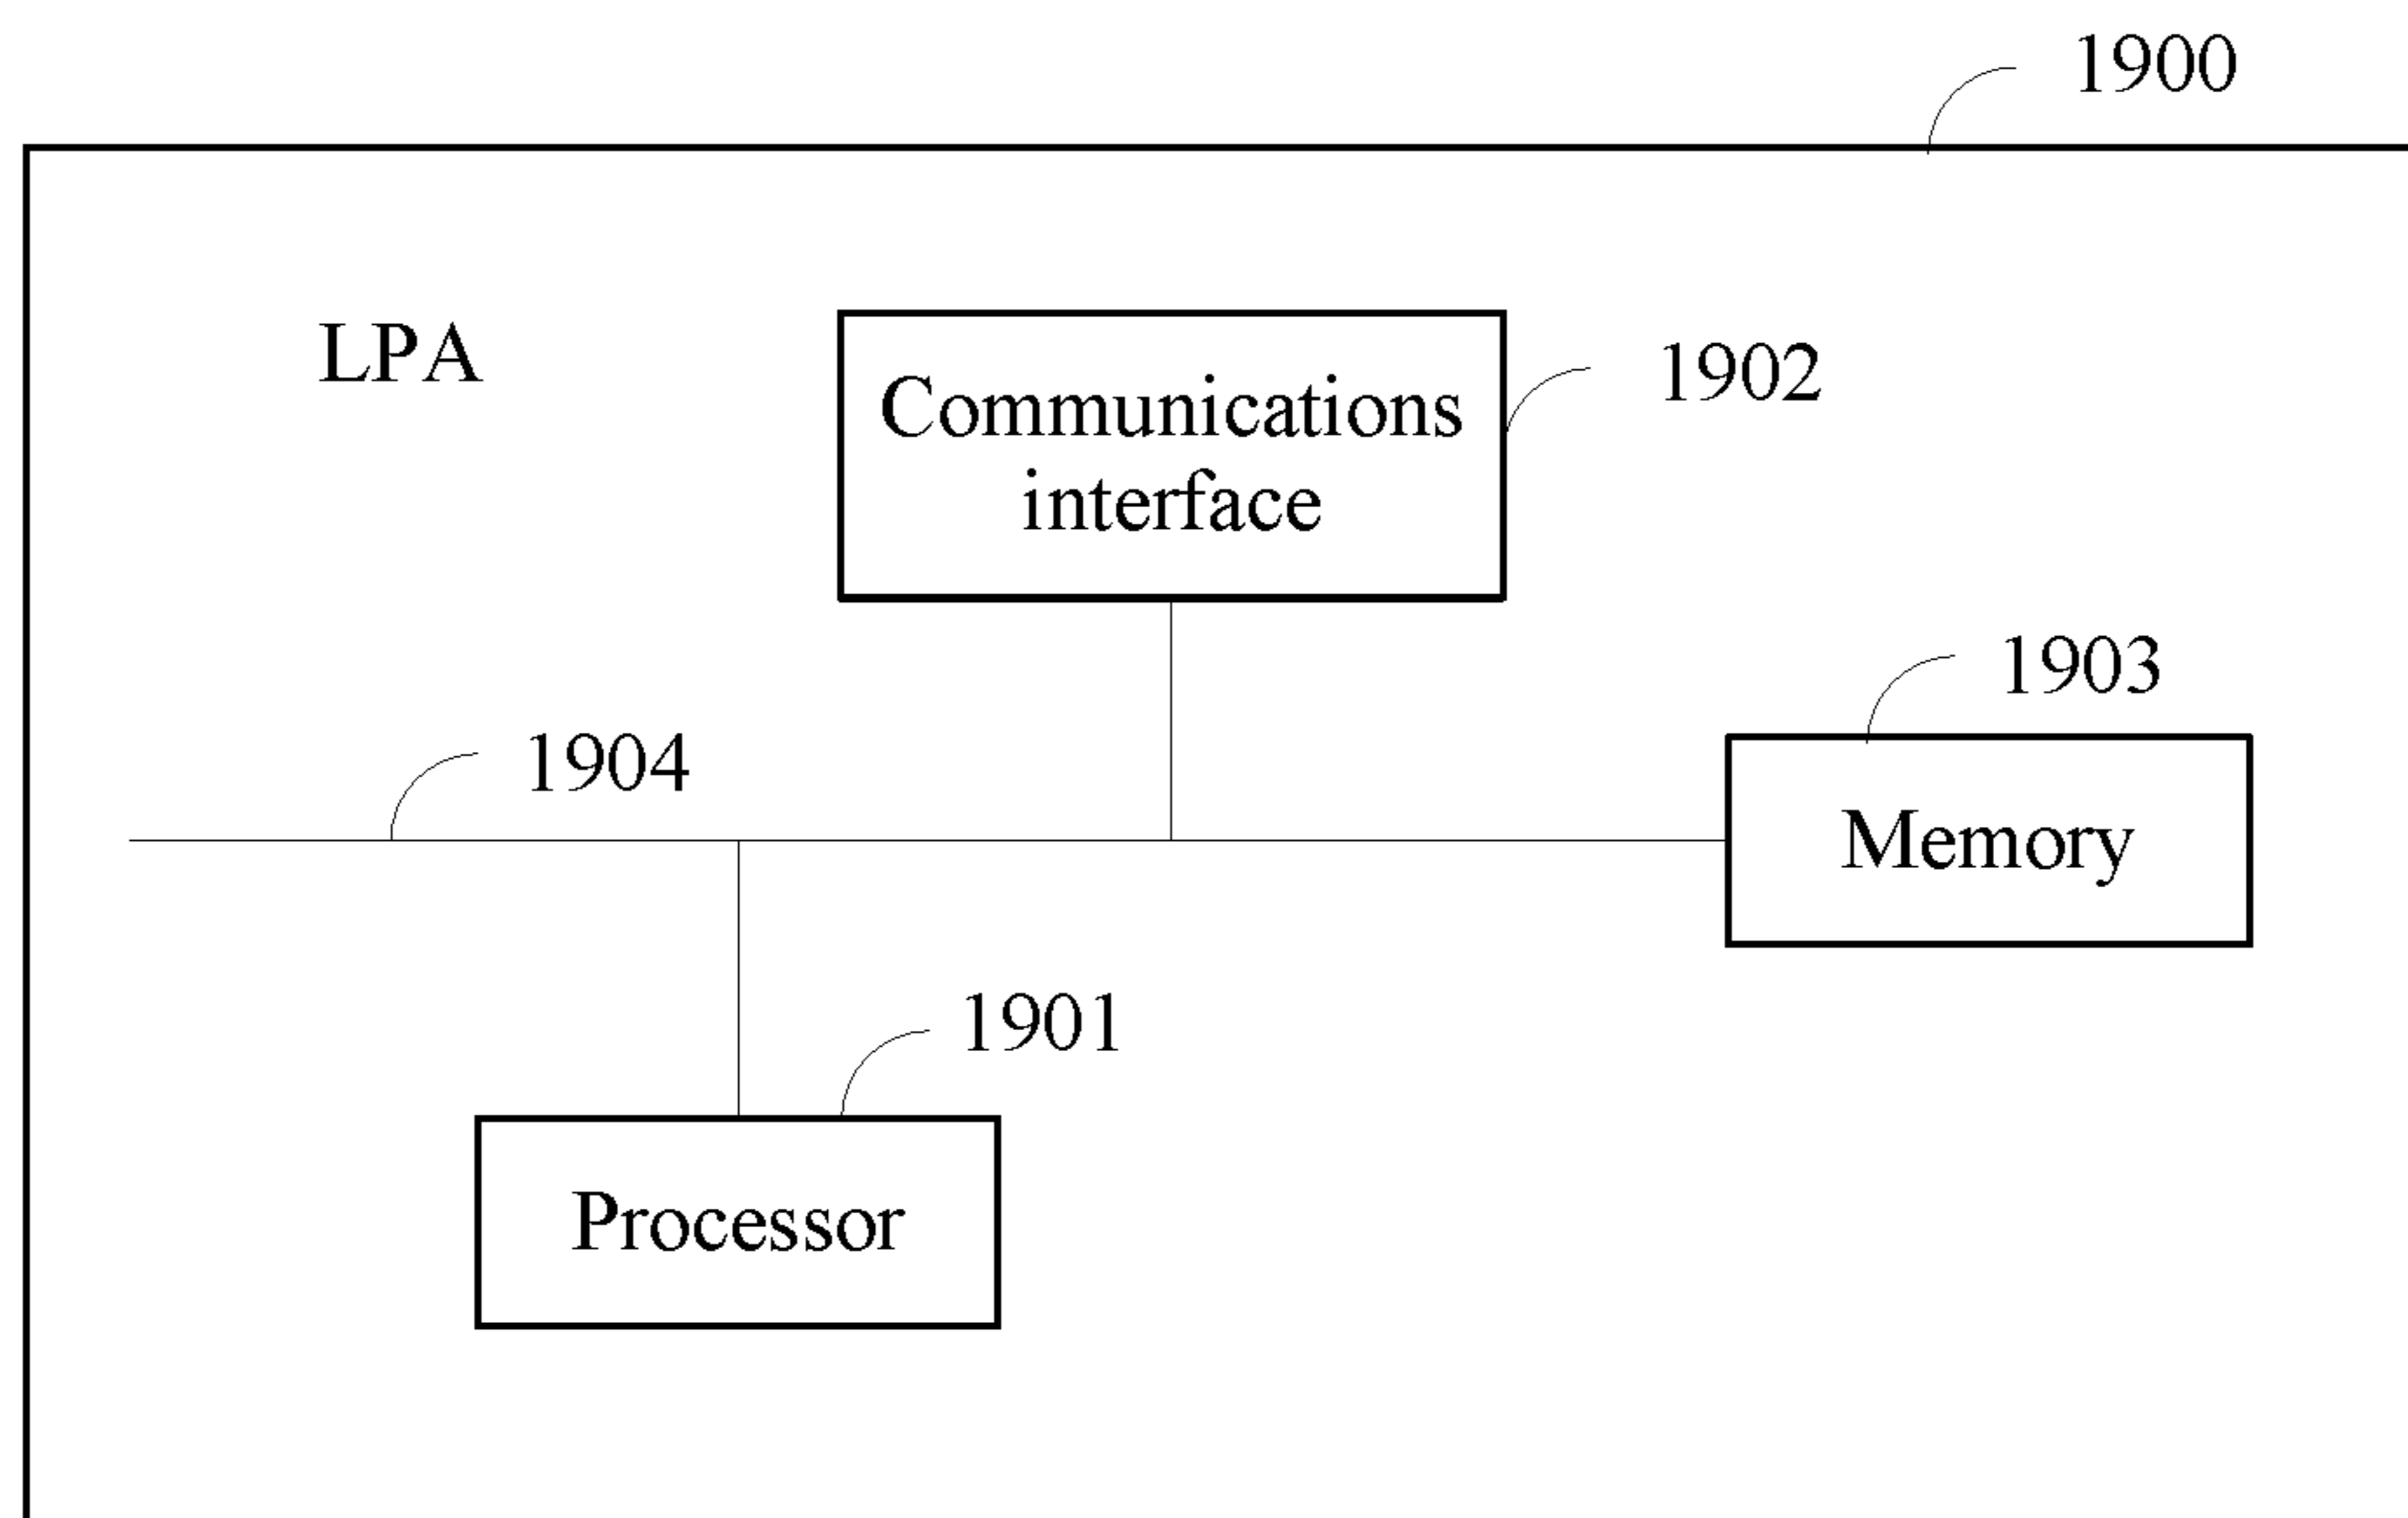 1900
LPA
Communications
interface
1902
1903
1904
Memory
1901
Processor